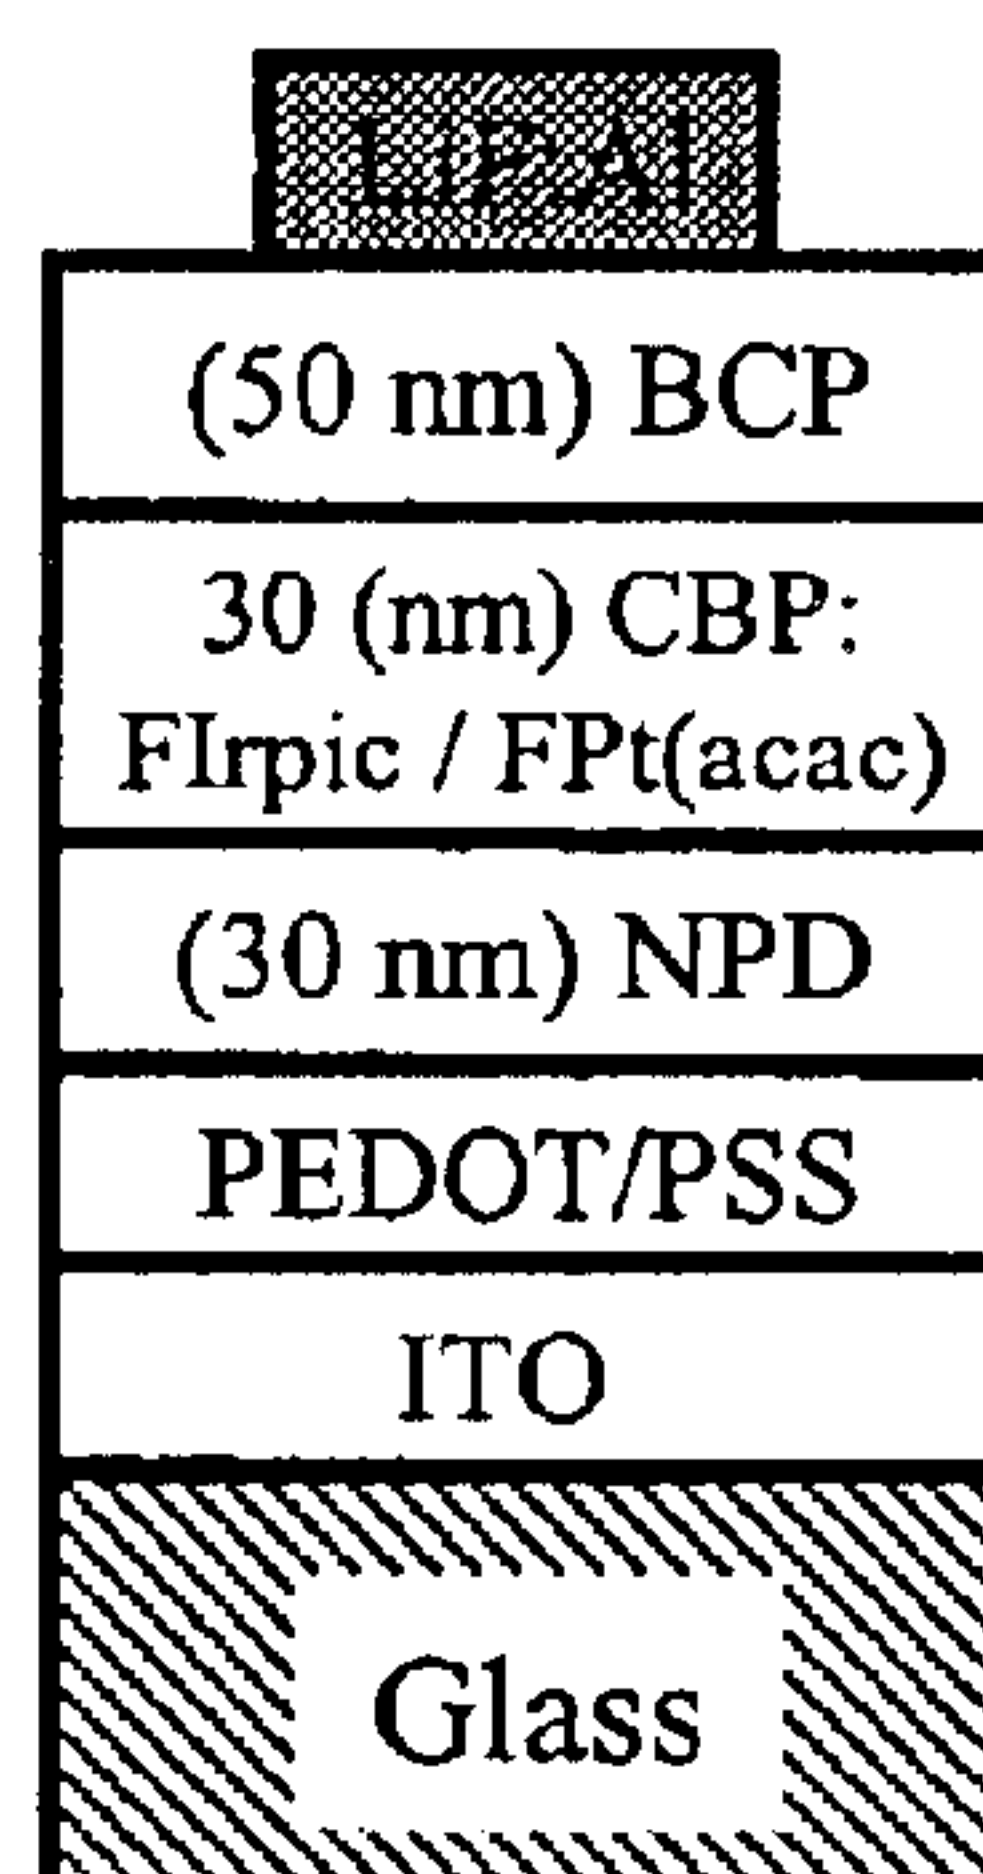 LiF/Al
(50 nm) BCP
30 (nm) CBP:
FIrpic / FPt(acac)
(30 nm) NPD
PEDOT/PSS
ITO
Glass